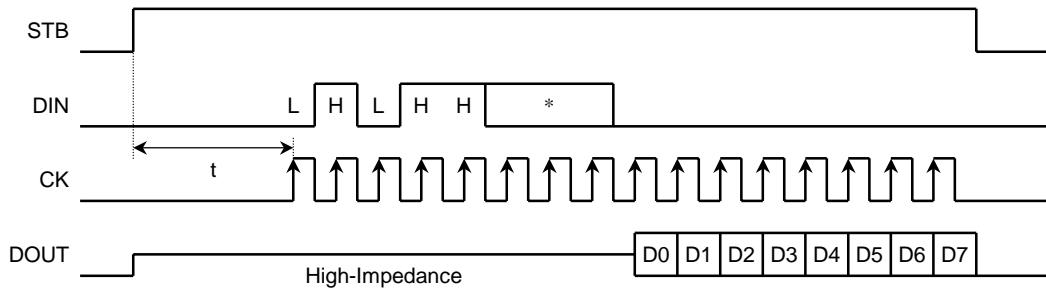 STB
DIN L H L H H *
t
CK
DOUT D0 D1 D2 D3 D4 D5 D6 D7
High-Impedance